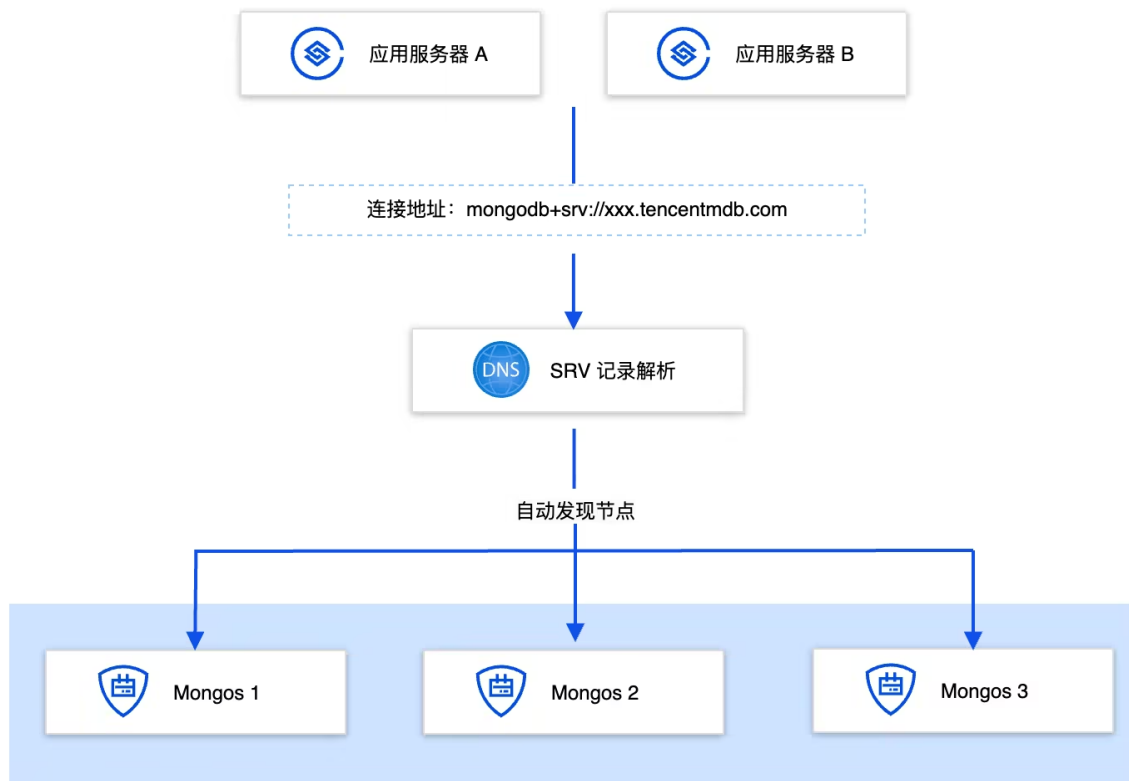 应用服务器 A
应用服务器 B
连接地址：mongodb+srv://xxx.tencentmdb.com
DNS
SRV 记录解析
自动发现节点
Mongos 1
Mongos 2
Mongos 3